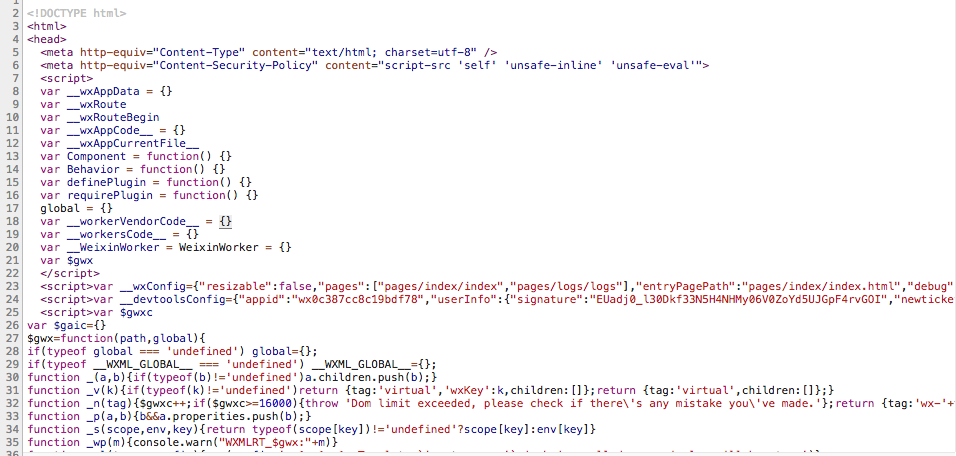 1
2 <!DOCTYPE html>
3 <html>
4 <head>
5 <meta http-equiv="Content-Type" content="text/html; charset=utf-8" />
6 <meta http-equiv="Content-Security-Policy" content="script-src 'self' 'unsafe-inline' 'unsafe-eval'">
7 <script>
8 var __wxAppData = {}
9 var __wxRoute
10 var __wxRouteBegin
11 var __wxAppCode__ = {}
12 var __wxAppCurrentFile__
13 var Component = function() {}
14 var Behavior = function() {}
15 var definePlugin = function() {}
16 var requirePlugin = function() {}
17 global = {}
18 var __workerVendorCode__ = {}
19 var __workersCode__ = {}
20 var __WeixinWorker = WeixinWorker = {}
21 var $gwx
22 </script>
23 <script>var __wxConfig={"resizable":false,"pages":["pages/index/index","pages/logs/logs"],"entryPagePath":"pages/index/index.html","debug"
24 <script>var __devtoolsConfig={"appid":"wx0c387cc8c19bdf78","userInfo":{"signature":"EUadj0_l30Dkf33N5H4NHMy06V0ZoYd5UJGpF4rvGOI","newticke
25 <script>var $gwxc
26 var $gaic={}
27 $gwx=function(path,global){
28 if(typeof global === 'undefined') global={};
29 if(typeof __WXML_GLOBAL__ === 'undefined') __WXML_GLOBAL__={};
30 function _(a,b){if(typeof(b)!='undefined')a.children.push(b);}
31 function _v(k){if(typeof(k)!='undefined')return {tag:'virtual','wxKey':k,children:[]};return {tag:'virtual',children:[]};}
32 function _n(tag){$gwxc++;if($gwxc>=16000){throw 'Dom limit exceeded, please check if there\'s any mistake you\'ve made.'};return {tag:'wx-'+
33 function _p(a,b){b&&a.properities.push(b);}
34 function _s(scope,env,key){return typeof(scope[key])!='undefined'?scope[key]:env[key]}
35 function _wp(m){console.warn("WXMLRT_$gwx:"+m)}